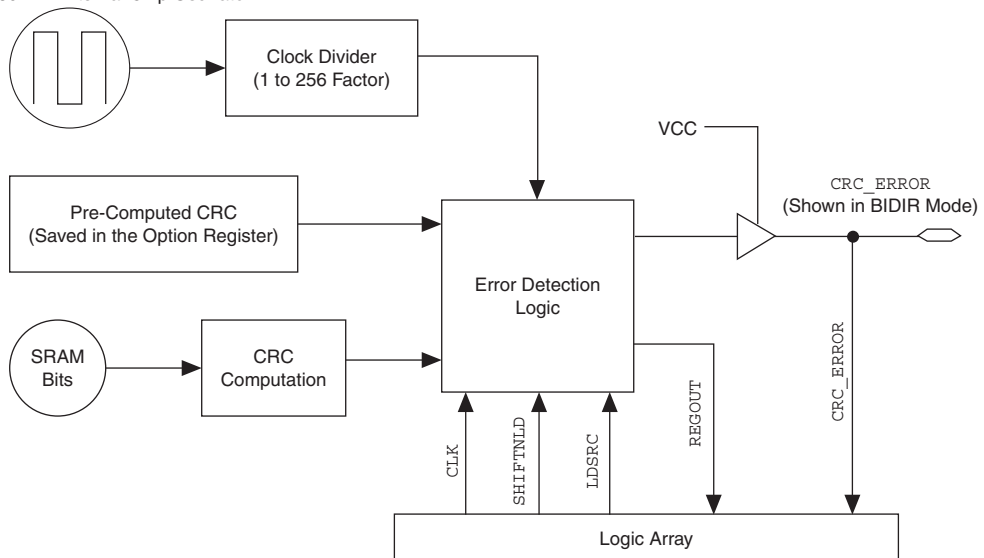 Clock Divider
(1 to 256 Factor)
VCC
CRC_ERROR
(Shown in BIDIR Mode)
Pre-Computed CRC
(Saved in the Option Register)
Error Detection
Logic
SRAM
Bits
CRC
Computation
CLK
SHIFTNLD
LDSRC
REGOUT
CRC_ERROR
Logic Array